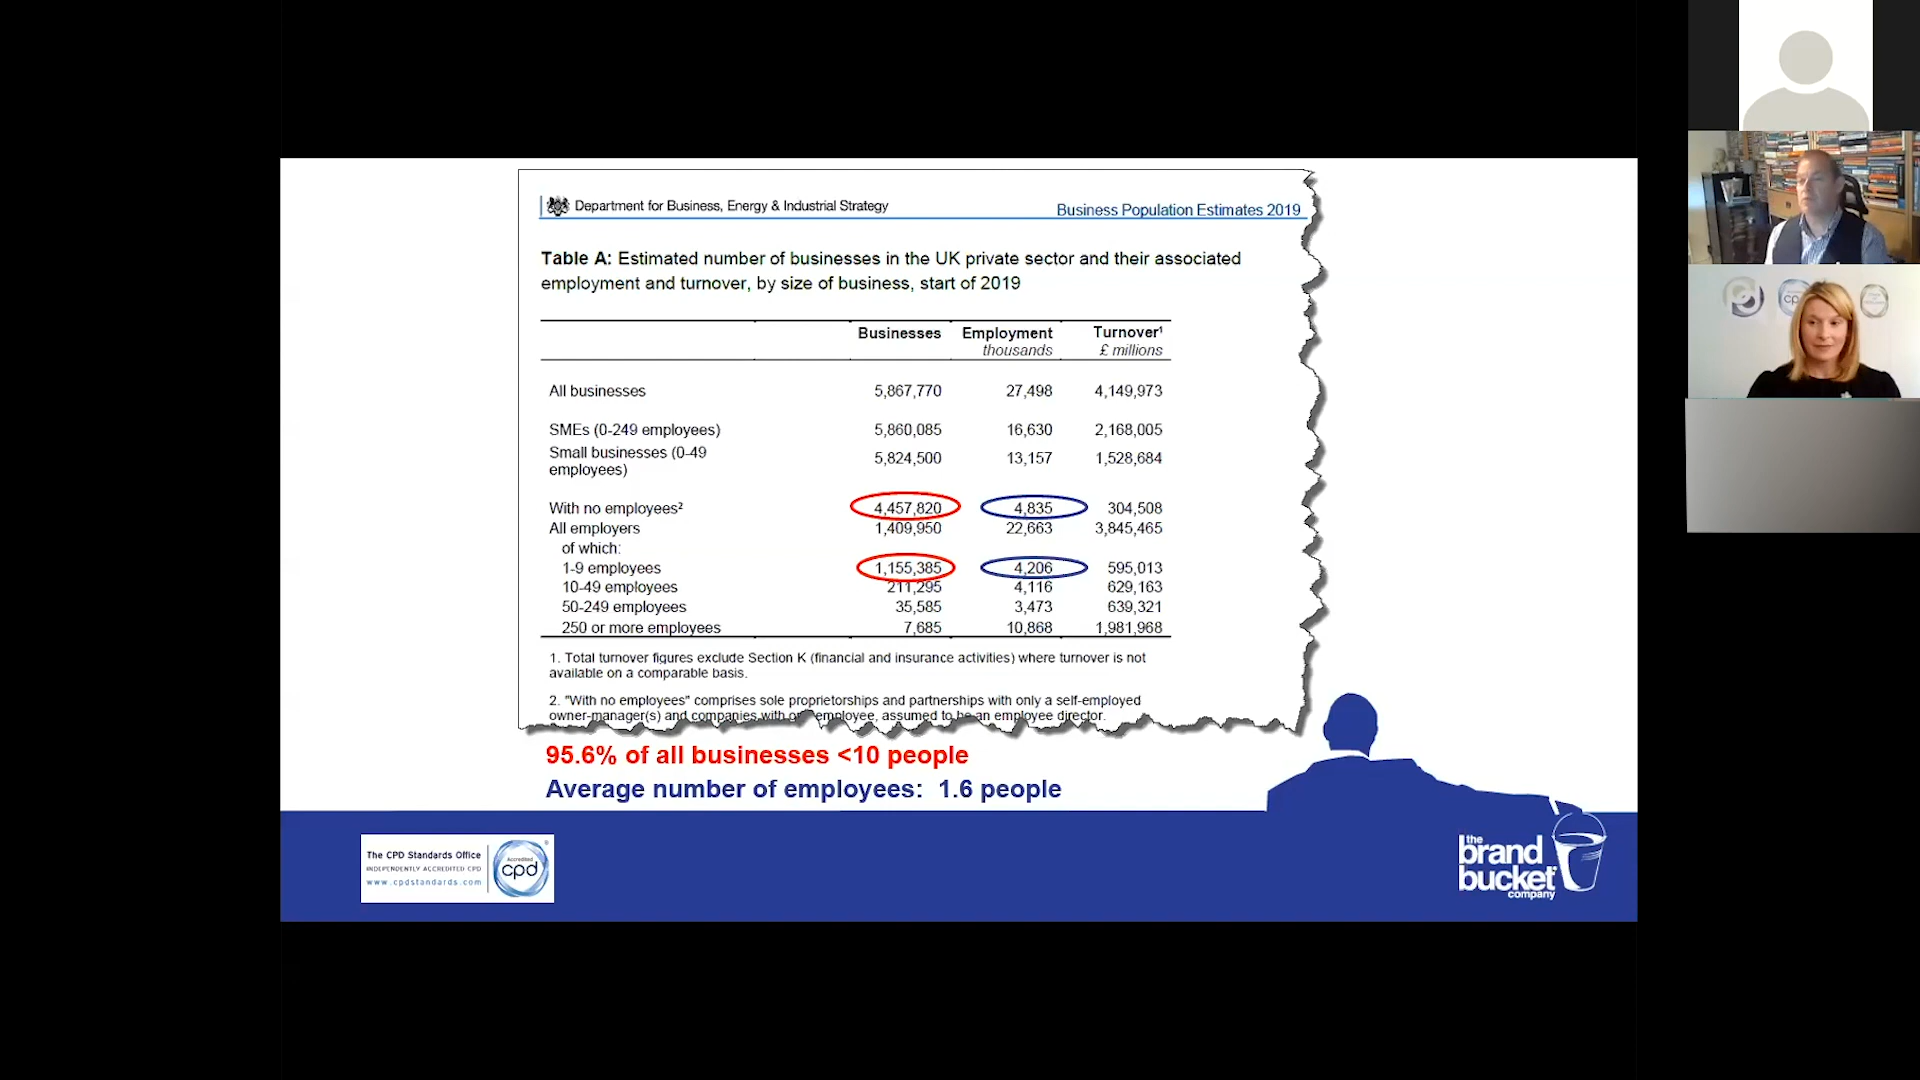 Department for Business, Energy & Industrial Strategy
Business Population Estimates 2019
Table A: Estimated number of businesses in the UK private sector and their associated
employment and turnover, by size of business, start of 2019
Businesses Employment Turnover¹
thousands £ millions
All businesses 5,867,770 27,498 4,149,973
SMEs (0-249 employees) 5,860,085 16,630 2,168,005
Small businesses (0-49
employees) 5,824,500 13,157 1,528,684
With no employees² 4,457,820 4,835 304,508
All employers 1,409,950 22,663 3,845,465
of which:
1-9 employees 1,155,385 4,206 595,013
10-49 employees 211,295 4,116 629,163
50-249 employees 35,585 3,473 639,321
250 or more employees 7,685 10,868 1,981,968
1. Total turnover figures exclude Section K (financial and insurance activities) where turnover is not
available on a comparable basis.
2. "With no employees" comprises sole proprietorships and partnerships with only a self-employed
owner-manager(s) and companies with one employee, assumed to be an employee director.
95.6% of all businesses <10 people
Average number of employees: 1.6 people
The CPD Standards Office
INDEPENDENTLY ACCREDITED CPD
www.cpdstandards.com
Accredited
cpd
the
brand
bucket
company